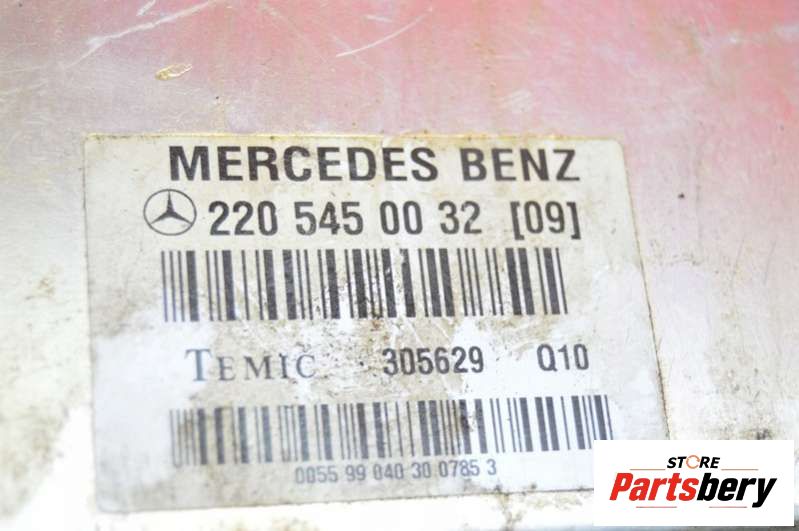 MERCEDES BENZ
220 545 00 32 [09]
TEMIC 305629 Q10
0055 99 040 30 0785 3
STORE
Partsbery